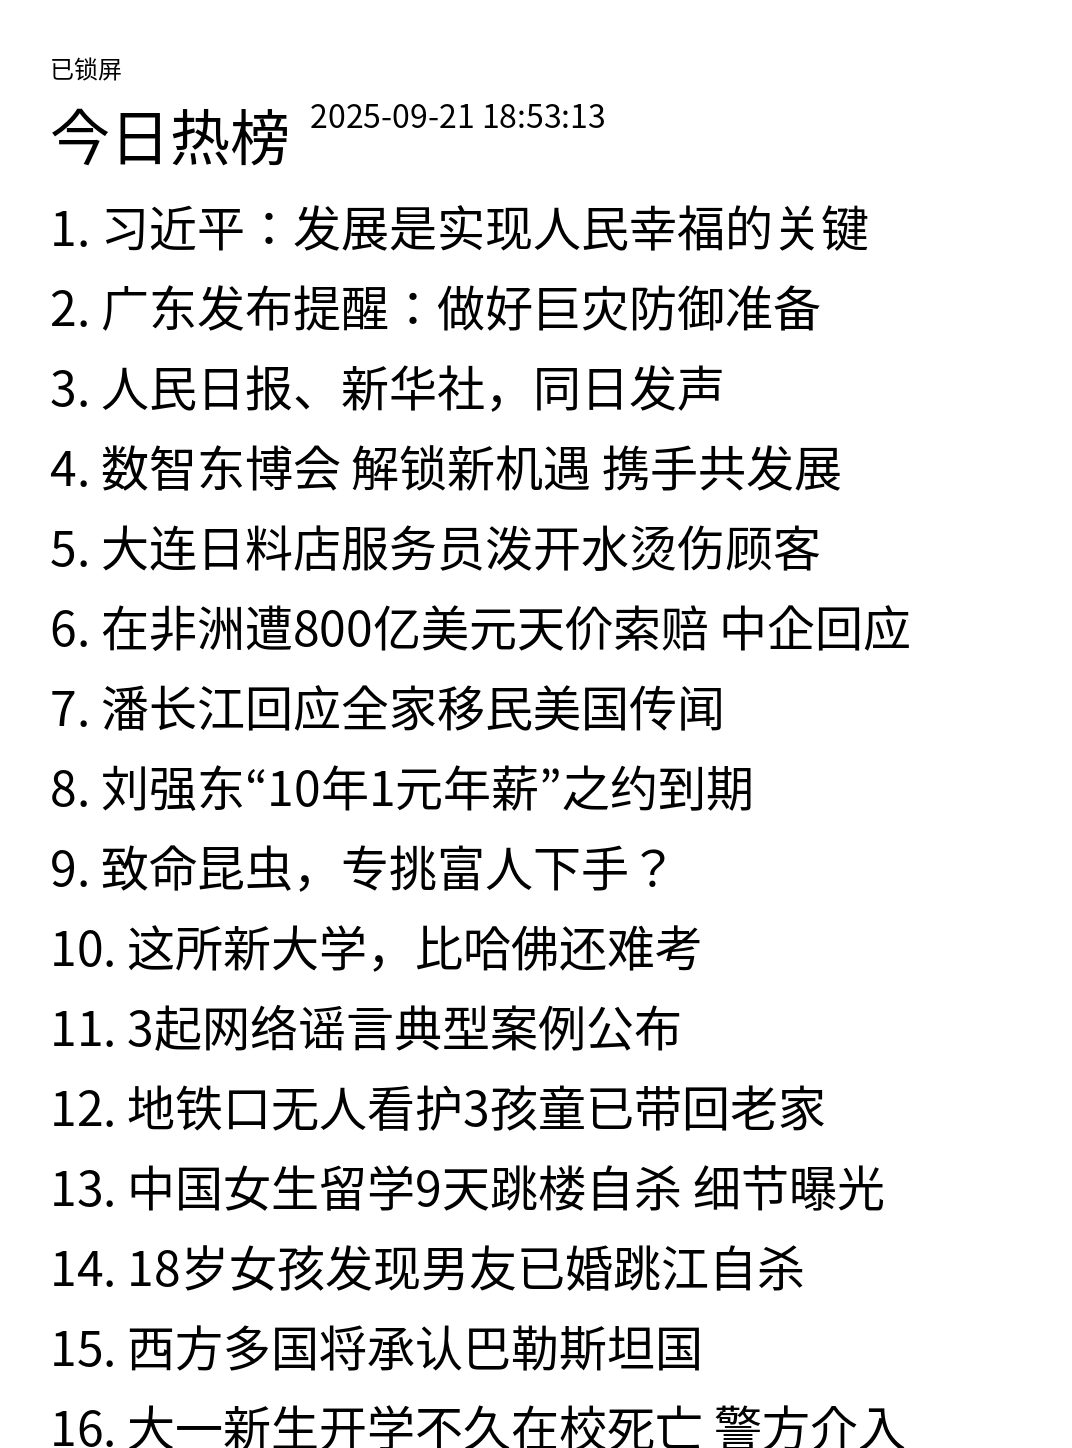 已锁屏
今日热榜 2025-09-21 18:53:13
1. 习近平：发展是实现人民幸福的关键
2. 广东发布提醒：做好巨灾防御准备
3. 人民日报、新华社，同日发声
4. 数智东博会 解锁新机遇 携手共发展
5. 大连日料店服务员泼开水烫伤顾客
6. 在非洲遭800亿美元天价索赔 中企回应
7. 潘长江回应全家移民美国传闻
8. 刘强东“10年1元年薪”之约到期
9. 致命昆虫，专挑富人下手？
10. 这所新大学，比哈佛还难考
11. 3起网络谣言典型案例公布
12. 地铁口无人看护3孩童已带回老家
13. 中国女生留学9天跳楼自杀 细节曝光
14. 18岁女孩发现男友已婚跳江自杀
15. 西方多国将承认巴勒斯坦国
16. 大一新生开学不久在校死亡 警方介入